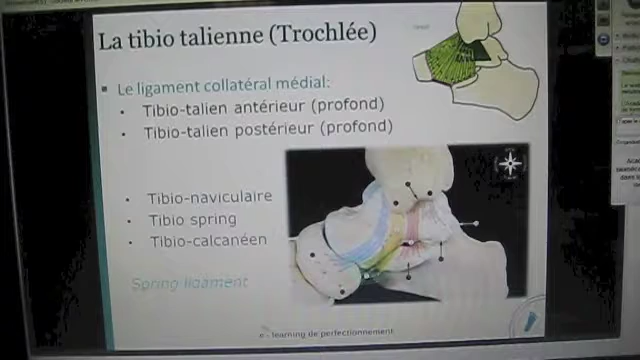 La tibio talienne (Trochlée)
Le ligament collatéral médial:
Tibio-talien antérieur (profond)
Tibio-talien postérieur (profond)
Tibio-naviculaire
Tibio spring
Tibio-calcanéen
Spring ligament
e - learning de perfectionnement